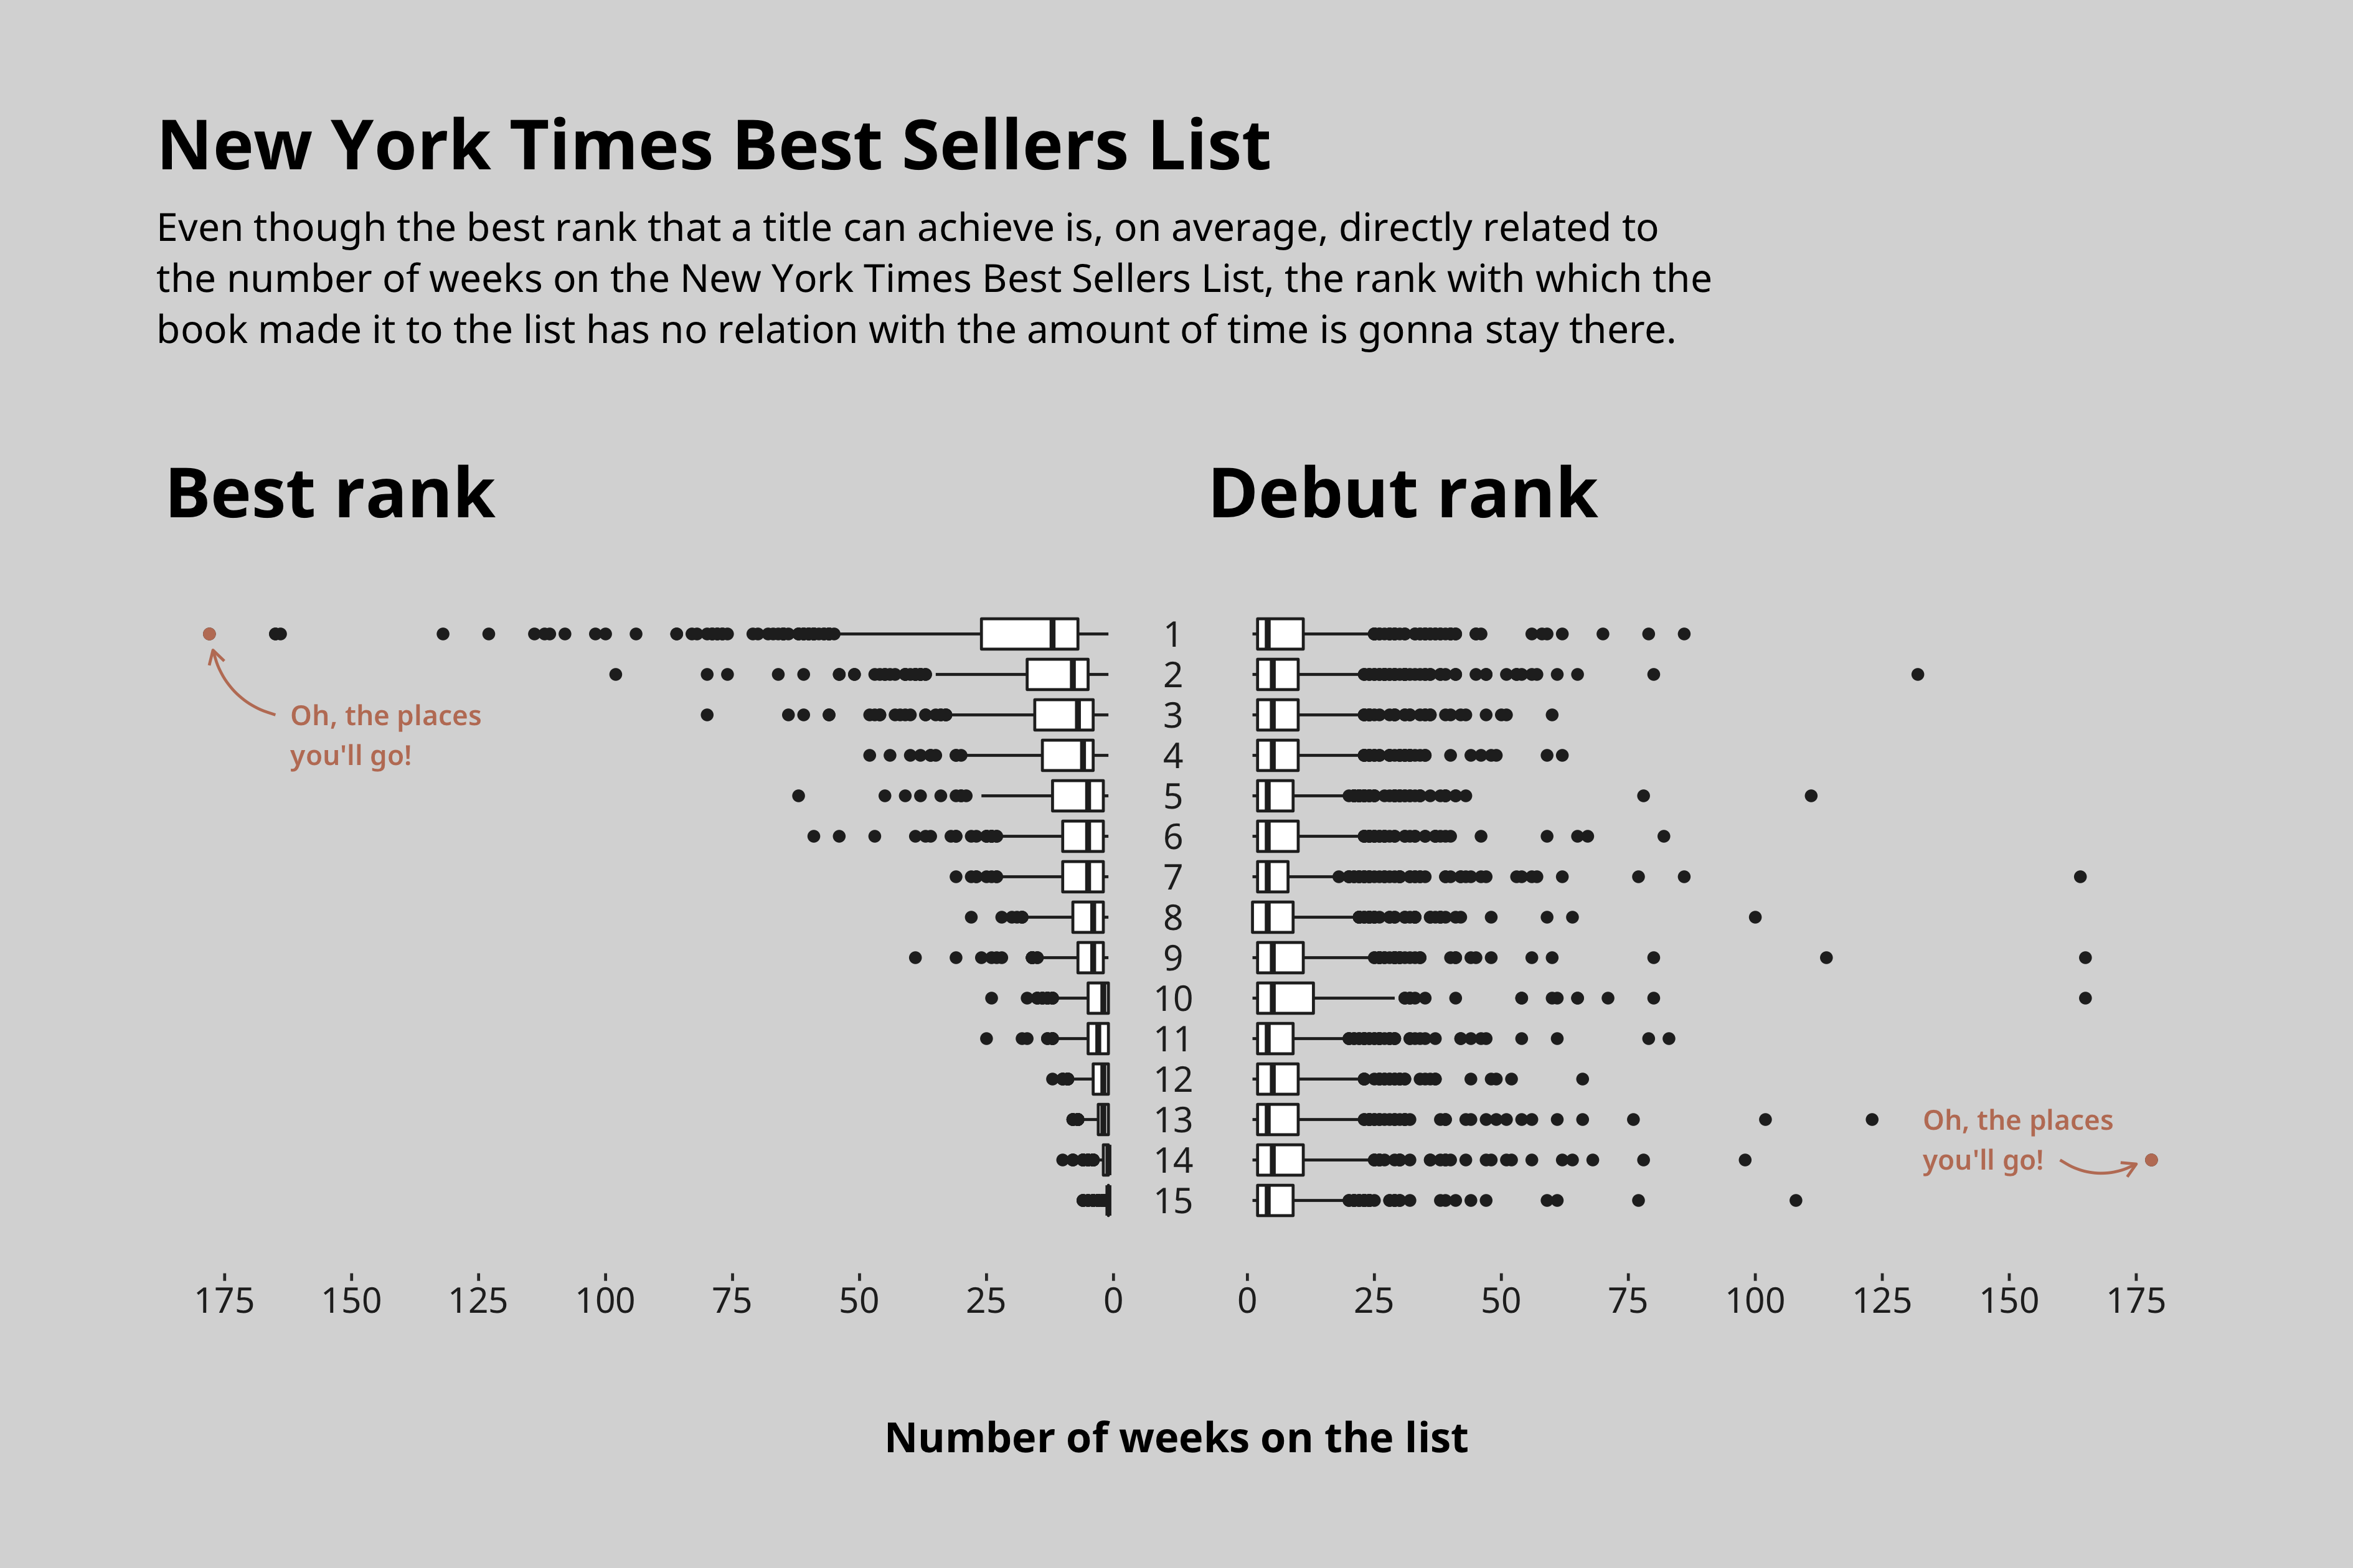 New York Times Best Sellers List
Even though the best rank that a title can achieve is, on average, directly related to
the number of weeks on the New York Times Best Sellers List, the rank with which the
book made it to the list has no relation with the amount of time is gonna stay there.
Best rank
Debut rank
1
2
3
4
5
6
7
8
9
10
11
12
13
14
15
Oh, the places
you'll go!
Oh, the places
you'll go!
175 150 125 100 75 50 25 0 0 25 50 75 100 125 150 175
Number of weeks on the list